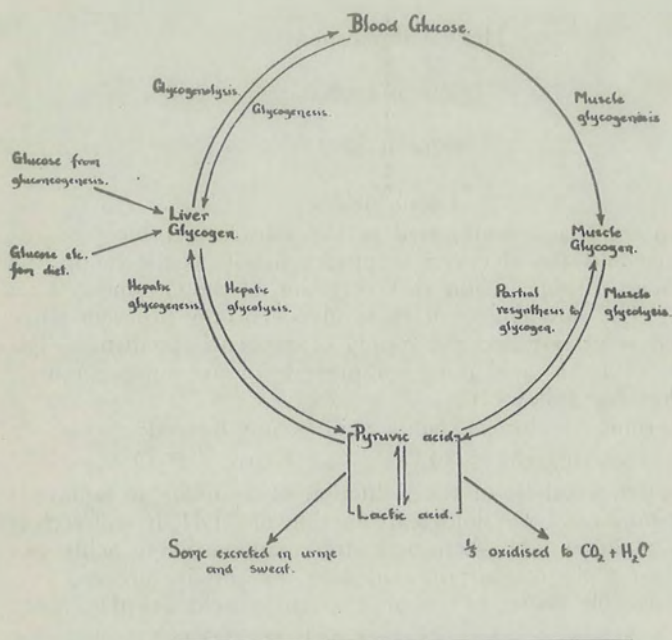 Blood Glucose.
Glycogenolysis.
Glycogenesis.
Muscle
glycogenesis
Glucose from
gluconeogenesis.
Liver
Glycogen.
Glucose etc.
from diet.
Muscle
Glycogen.
Hepatic
glycogenesis.
Hepatic
glycolysis.
Partial
resynthesis to
glycogen.
Muscle
glycolysis.
Pyruvic acid
Lactic acid.
Some excreted in urine
and sweat.
⅓ oxidised to CO₂ + H₂O